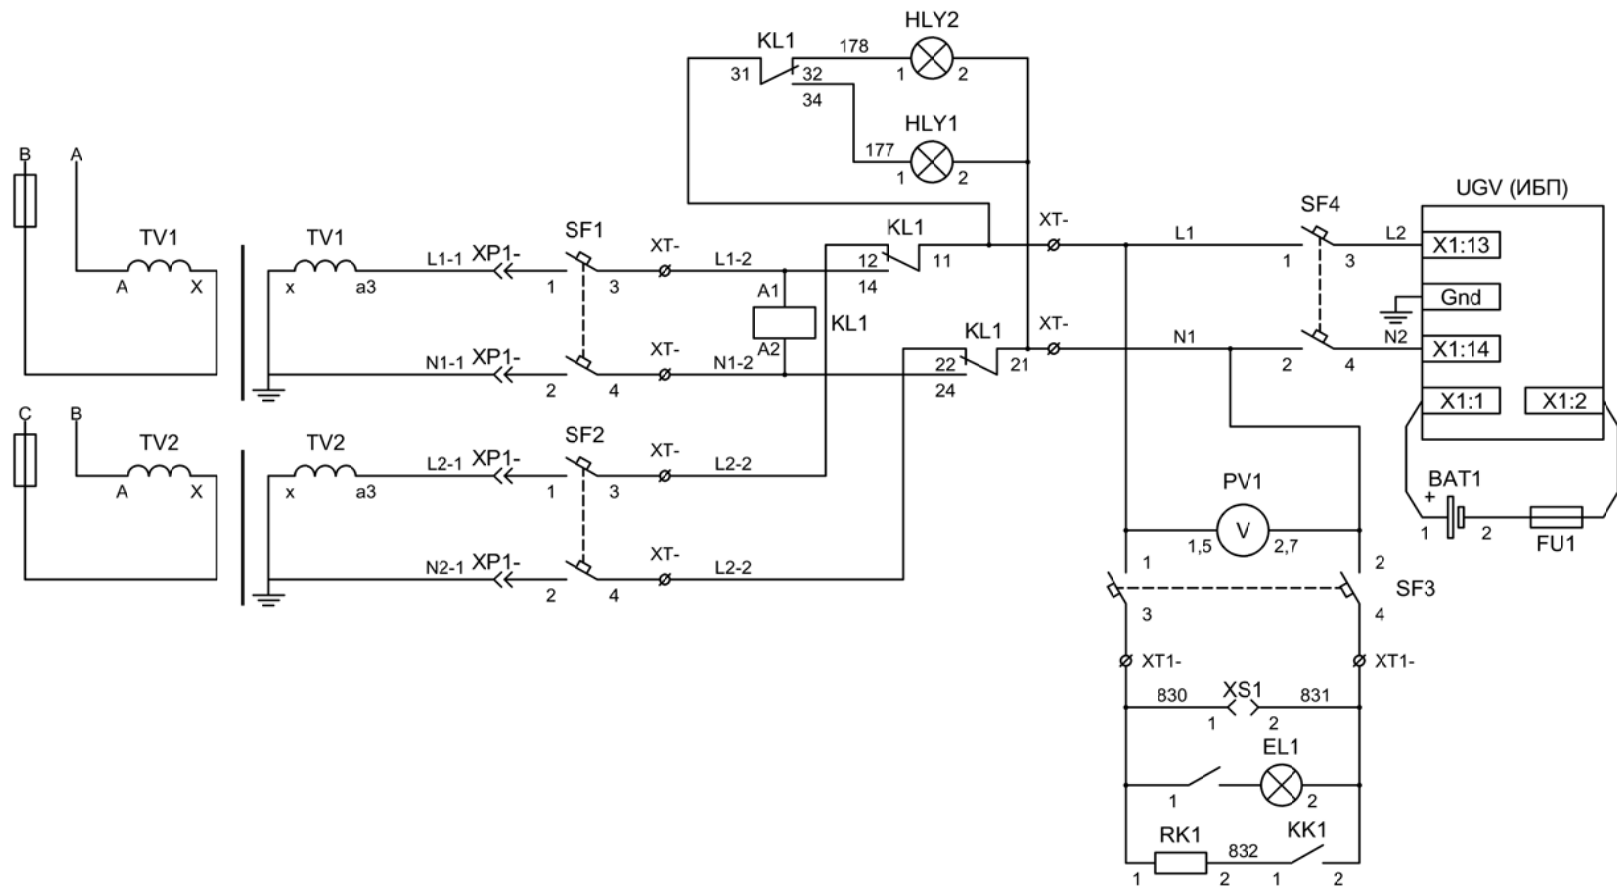 HLY2
KL1
178
31
32
1
2
34
HLY1
177
1
2
B
A
TV1
A
X
TV1
x
a3
L1-1
XP1-
SF1
1
3
XT-
L1-2
A1
KL1
A2
KL1
12
11
14
XT-
L1
SF4
1
3
L2
UGV (ИБП)
X1:13
Gnd
X1:14
X1:1
X1:2
N1-1
XP1-
2
4
XT-
N1-2
KL1
22
21
24
XT-
N1
2
4
N2
C
B
TV2
A
X
TV2
x
a3
L2-1
XP1-
SF2
1
3
XT-
L2-2
N2-1
XP1-
2
4
XT-
L2-2
BAT1
+
1
2
FU1
PV1
V
1,5
2,7
1
2
SF3
3
4
XT1-
XT1-
830
XS1
831
1
2
EL1
1
2
RK1
832
KK1
1
2
1
2